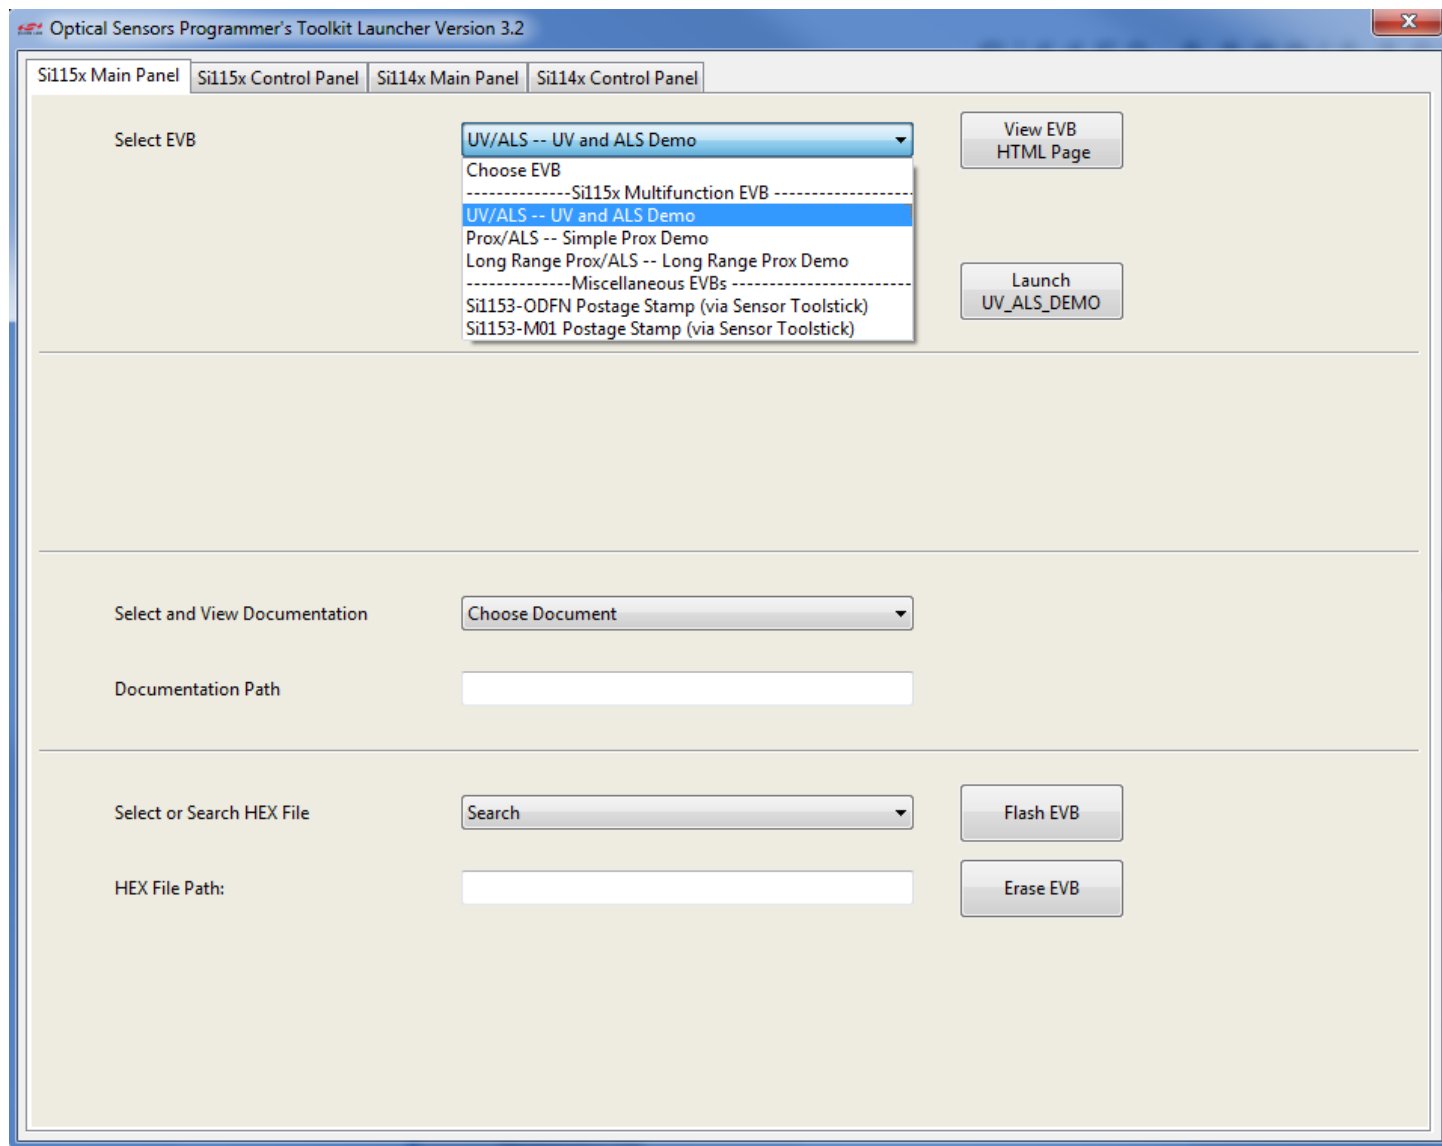 Optical Sensors Programmer's Toolkit Launcher Version 3.2
Si115x Main Panel
Si115x Control Panel
Si114x Main Panel
Si114x Control Panel
Select EVB
UV/ALS -- UV and ALS Demo
View EVB
HTML Page
Choose EVB
--------------Si115x Multifunction EVB -------------------
UV/ALS -- UV and ALS Demo
Prox/ALS -- Simple Prox Demo
Long Range Prox/ALS -- Long Range Prox Demo
--------------Miscellaneous EVBs ------------------------
Si1153-ODFN Postage Stamp (via Sensor Toolstick)
Si1153-M01 Postage Stamp (via Sensor Toolstick)
Launch
UV_ALS_DEMO
Select and View Documentation
Choose Document
Documentation Path
Select or Search HEX File
Search
Flash EVB
HEX File Path:
Erase EVB